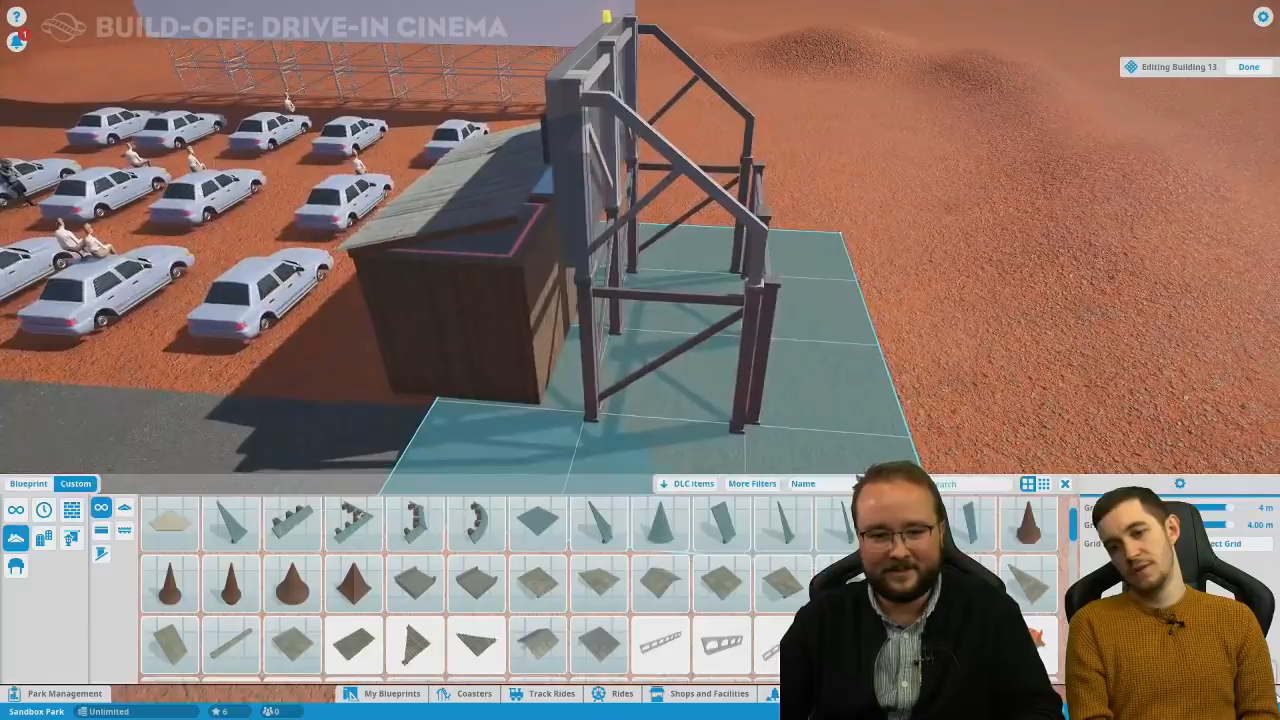 ?
BUILD-OFF: DRIVE-IN CINEMA
1
Editing Building 13
Done
Blueprint
Custom
DLC Items
More Filters
Name
4 m
4.00 m
Grid
Park Management
My Blueprints
Coasters
Track Rides
Rides
Shops and Facilities
Sandbox Park
Unlimited
6
0